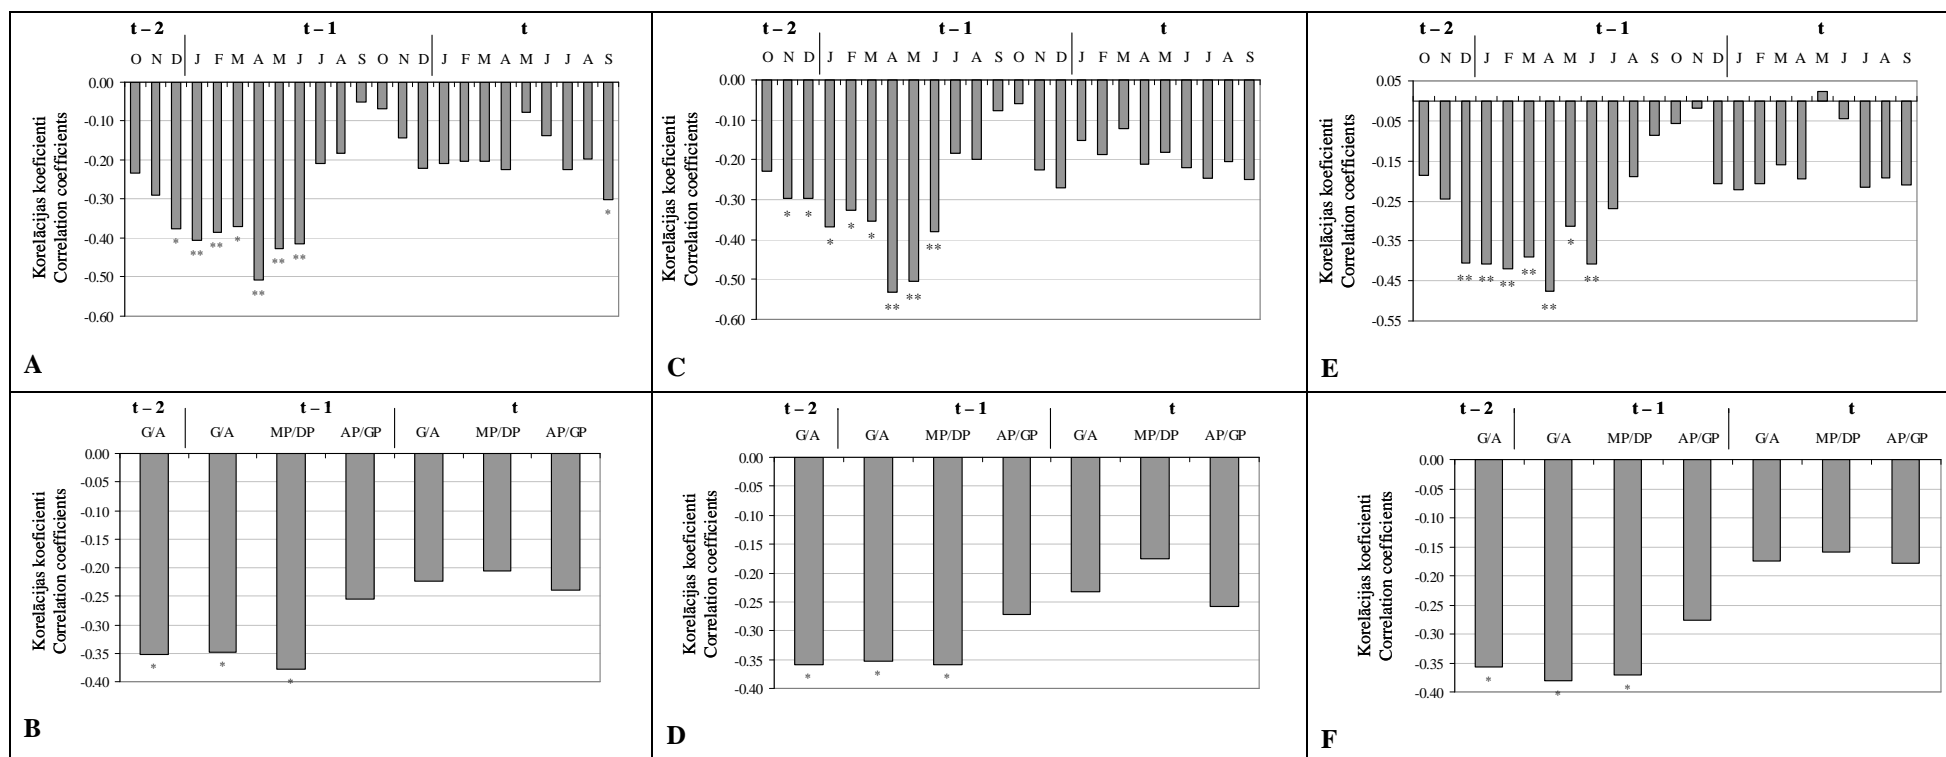 t – 2 t – 1 t
O N D J F M A M J J A S O N D J F M A M J J A S
0.00
-0.10
-0.20
-0.30
-0.40
-0.50
-0.60
Korelācijas koeficienti
Correlation coefficients
* ** ** * ** ** ** *
A
t – 2 t – 1 t
O N D J F M A M J J A S O N D J F M A M J J A S
0.00
-0.10
-0.20
-0.30
-0.40
-0.50
-0.60
Korelācijas koeficienti
Correlation coefficients
* * * * * ** ** **
C
t – 2 t – 1 t
O N D J F M A M J J A S O N D J F M A M J J A S
0.05
-0.05
-0.15
-0.25
-0.35
-0.45
-0.55
Korelācijas koeficienti
Correlation coefficients
** ** ** ** ** * **
E
t – 2 t – 1 t
G/A G/A MP/DP AP/GP G/A MP/DP AP/GP
0.00
-0.05
-0.10
-0.15
-0.20
-0.25
-0.30
-0.35
-0.40
Korelācijas koeficienti
Correlation coefficients
* * *
B
t – 2 t – 1 t
G/A G/A MP/DP AP/GP G/A MP/DP AP/GP
0.00
-0.05
-0.10
-0.15
-0.20
-0.25
-0.30
-0.35
-0.40
Korelācijas koeficienti
Correlation coefficients
* * *
D
t – 2 t – 1 t
G/A G/A MP/DP AP/GP G/A MP/DP AP/GP
0.00
-0.05
-0.10
-0.15
-0.20
-0.25
-0.30
-0.35
-0.40
Korelācijas koeficienti
Correlation coefficients
* * *
F